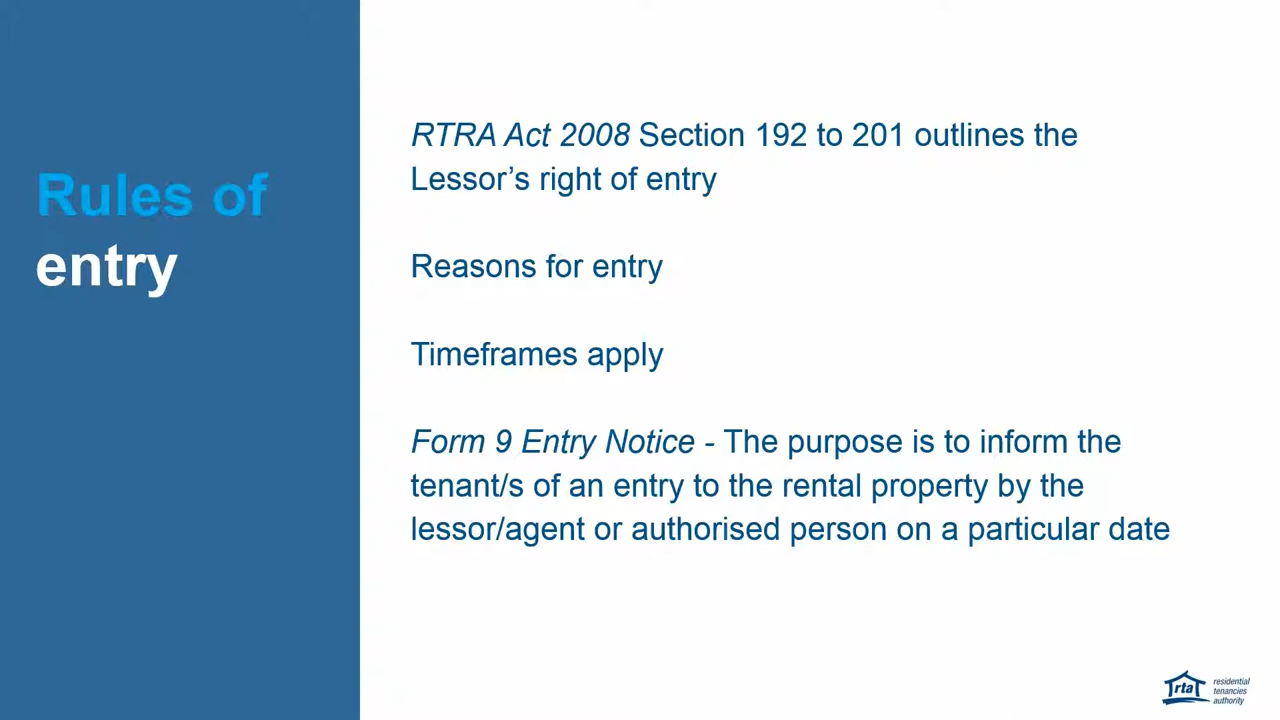 Rules of
entry
RTRA Act 2008 Section 192 to 201 outlines the
Lessor’s right of entry
Reasons for entry
Timeframes apply
Form 9 Entry Notice - The purpose is to inform the
tenant/s of an entry to the rental property by the
lessor/agent or authorised person on a particular date
rta
residential
tenancies
authority